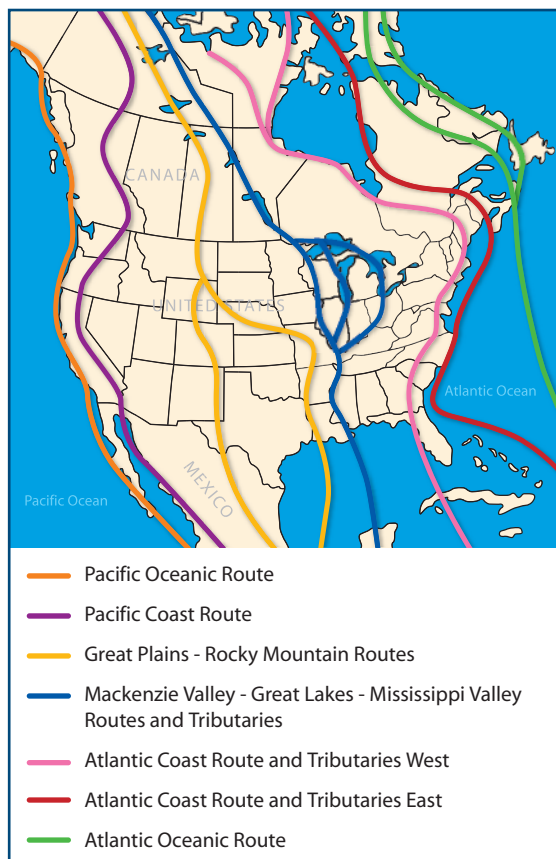 CANADA
UNITED STATES
Atlantic Ocean
MEXICO
Pacific Ocean
Pacific Oceanic Route
Pacific Coast Route
Great Plains - Rocky Mountain Routes
Mackenzie Valley - Great Lakes - Mississippi Valley
Routes and Tributaries
Atlantic Coast Route and Tributaries West
Atlantic Coast Route and Tributaries East
Atlantic Oceanic Route